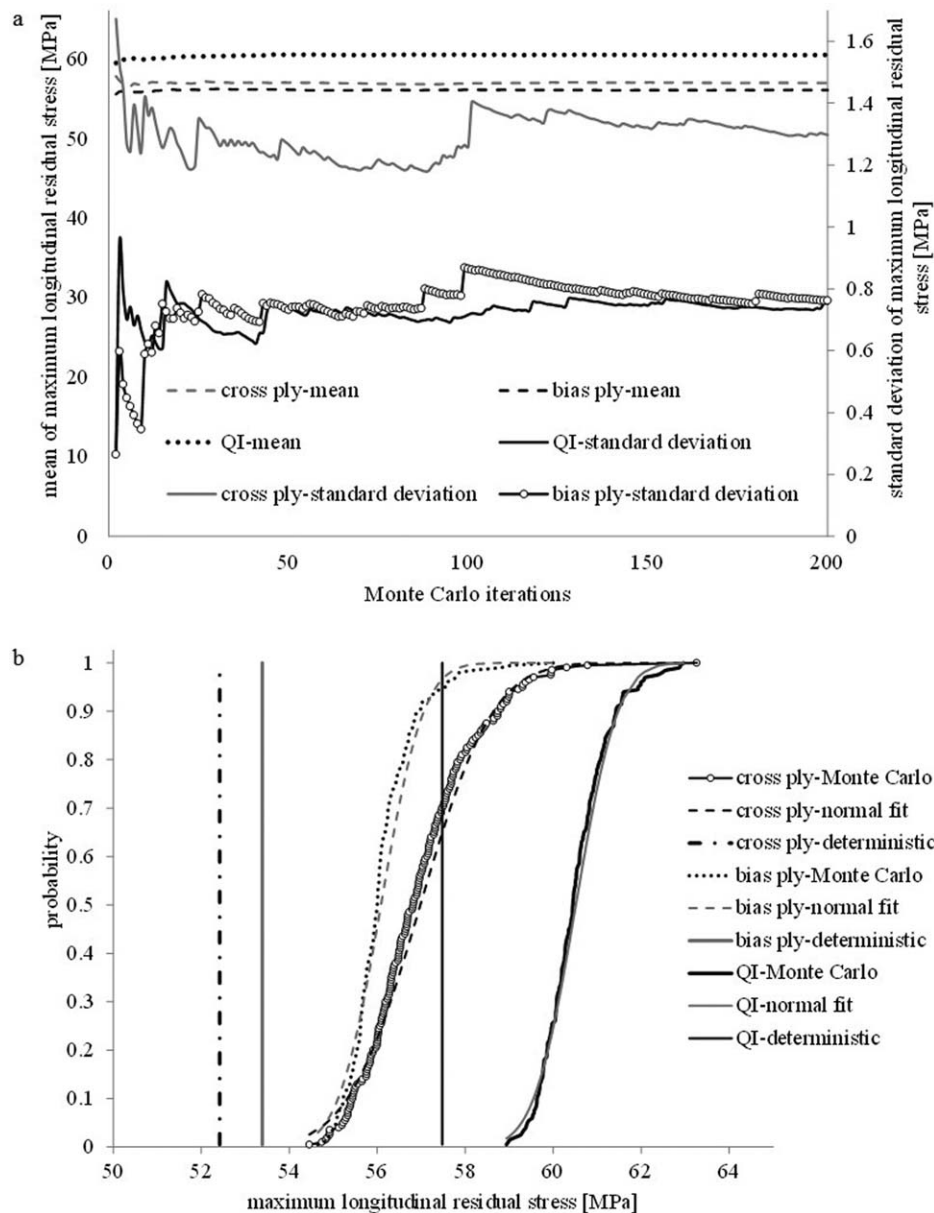 a
mean of maximum longitudinal residual stress [MPa]
60
50
40
30
20
10
0
1.6
1.4
1.2
1
0.8
0.6
0.4
0.2
0
standard deviation of maximum longitudinal residual
stress [MPa]
cross ply-mean
bias ply-mean
QI-mean
QI-standard deviation
cross ply-standard deviation
bias ply-standard deviation
0 50 100 150 200
Monte Carlo iterations
b
probability
1
0.9
0.8
0.7
0.6
0.5
0.4
0.3
0.2
0.1
0
cross ply-Monte Carlo
cross ply-normal fit
cross ply-deterministic
bias ply-Monte Carlo
bias ply-normal fit
bias ply-deterministic
QI-Monte Carlo
QI-normal fit
QI-deterministic
50 52 54 56 58 60 62 64
maximum longitudinal residual stress [MPa]